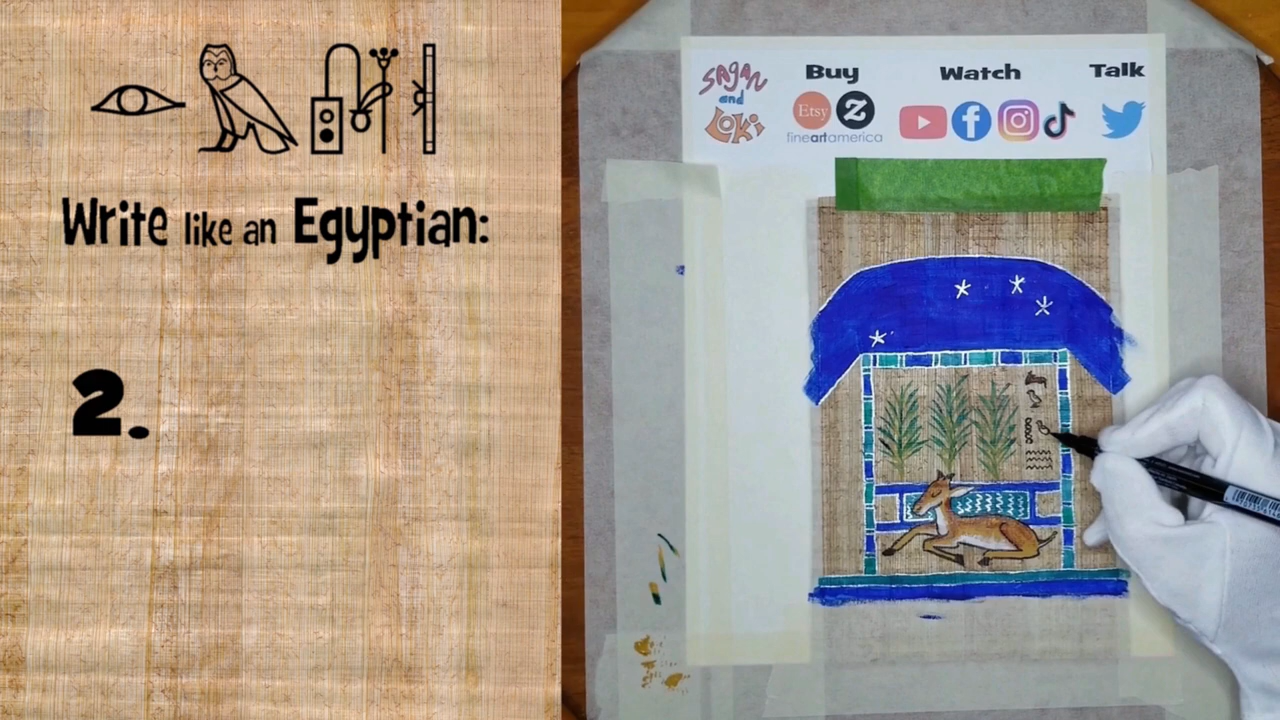 Write like an Egyptian:
2.
SAGAN
and
LOKi
Buy
Etsy
Z
fineartamerica
Watch
Talk